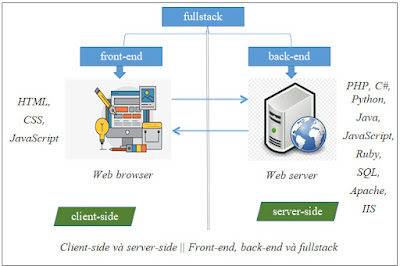 fullstack
front-end
back-end
HTML,
CSS,
JavaScript
Web browser
Web server
PHP, C#,
Python,
Java,
JavaScript,
Ruby,
SQL,
Apache,
IIS
client-side
server-side
Client-side và server-side || Front-end, back-end và fullstack